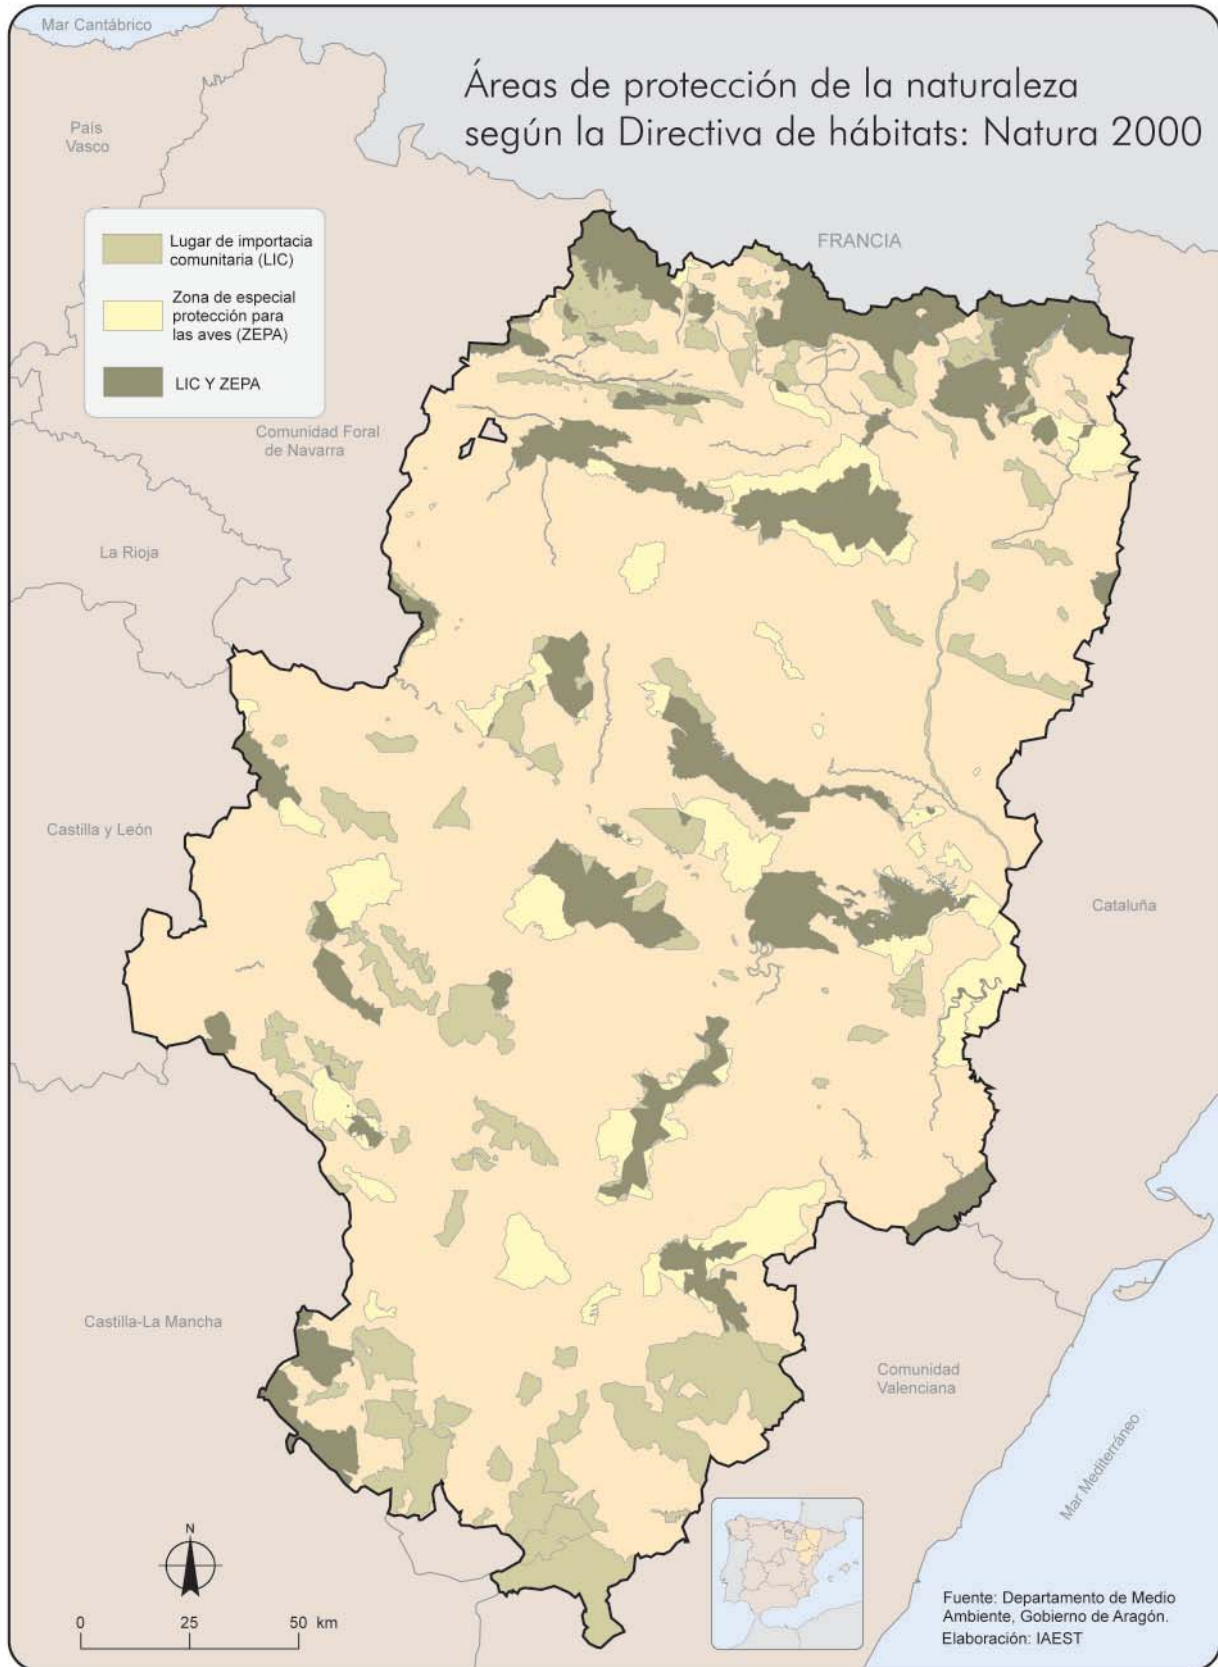 Mar Cantábrico
Áreas de protección de la naturaleza
según la Directiva de hábitats: Natura 2000
País
Vasco
Lugar de importacia
comunitaria (LIC)
Zona de especial
protección para
las aves (ZEPA)
LIC Y ZEPA
FRANCIA
Comunidad Foral
de Navarra
La Rioja
Castilla y León
Cataluña
Castilla-La Mancha
Comunidad
Valenciana
Mar Mediterráneo
N
0 25 50 km
Fuente: Departamento de Medio
Ambiente, Gobierno de Aragón.
Elaboración: IAEST